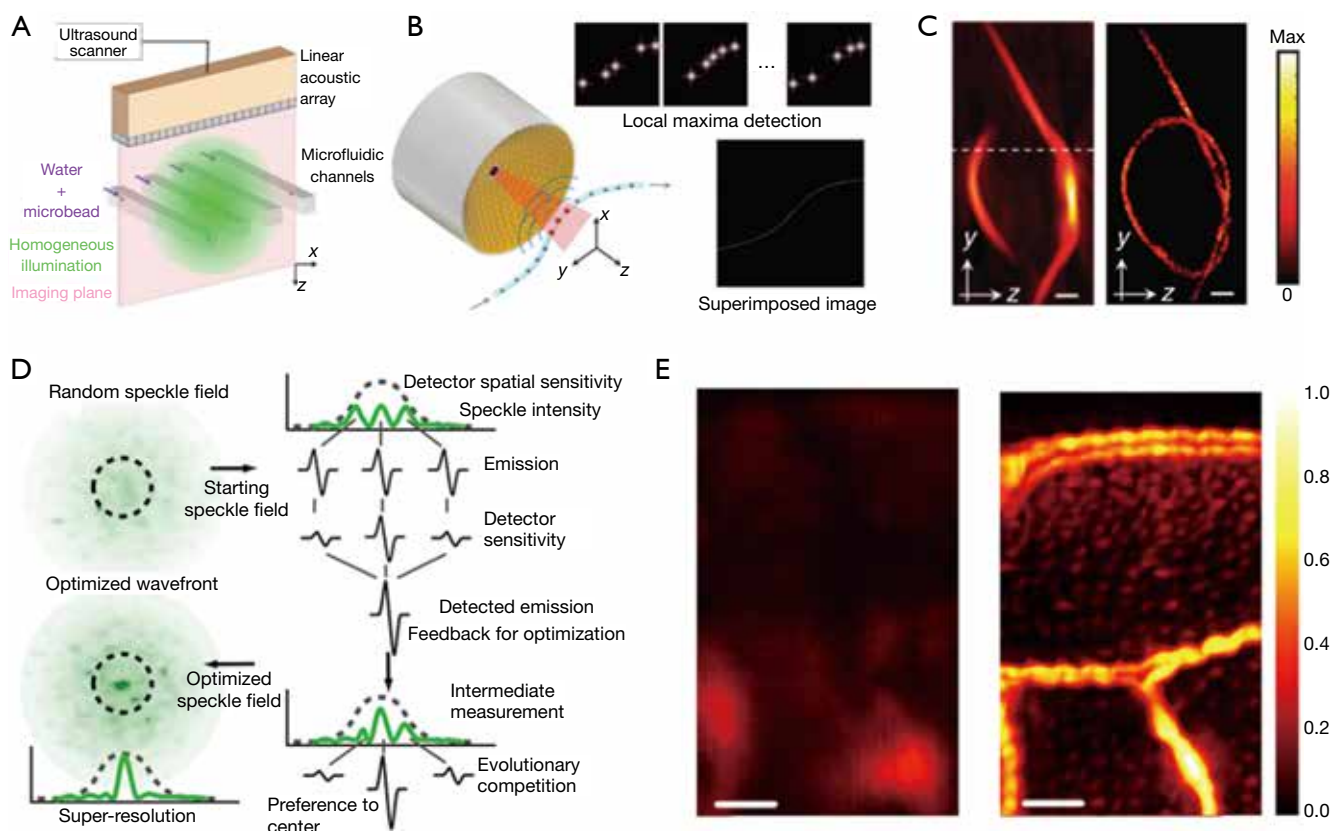 A
Ultrasound
scanner
Linear
acoustic
array
Water
+
microbead
Microfluidic
channels
Homogeneous
illumination
Imaging plane
x
z
B
...
Local maxima detection
x
y
z
Superimposed image
C
y
z
y
z
Max
0
D
Random speckle field
Starting
speckle field
Detector spatial sensitivity
Speckle intensity
Emission
Detector
sensitivity
Detected emission
Feedback for optimization
Optimized wavefront
Optimized
speckle field
Intermediate
measurement
Evolutionary
competition
Preference to
center
Super-resolution
E
1.0
0.8
0.6
0.4
0.2
0.0